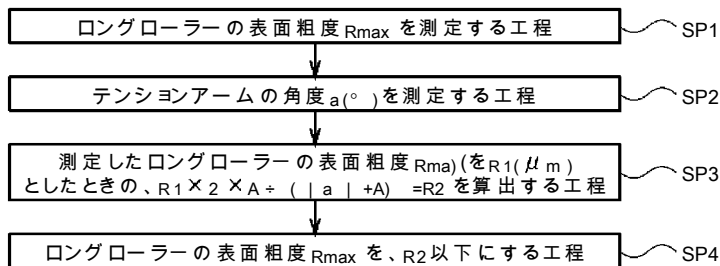 ロングローラーの表面粗度Rmaxを測定する工程
SP1
テンションアームの角度a(°)を測定する工程
SP2
測定したロングローラーの表面粗度Rma)(をR1(μm)
としたときの、R1×2×A÷(|a|+A) =R2を算出する工程
SP3
ロングローラーの表面粗度Rmaxを、R2以下にする工程
SP4